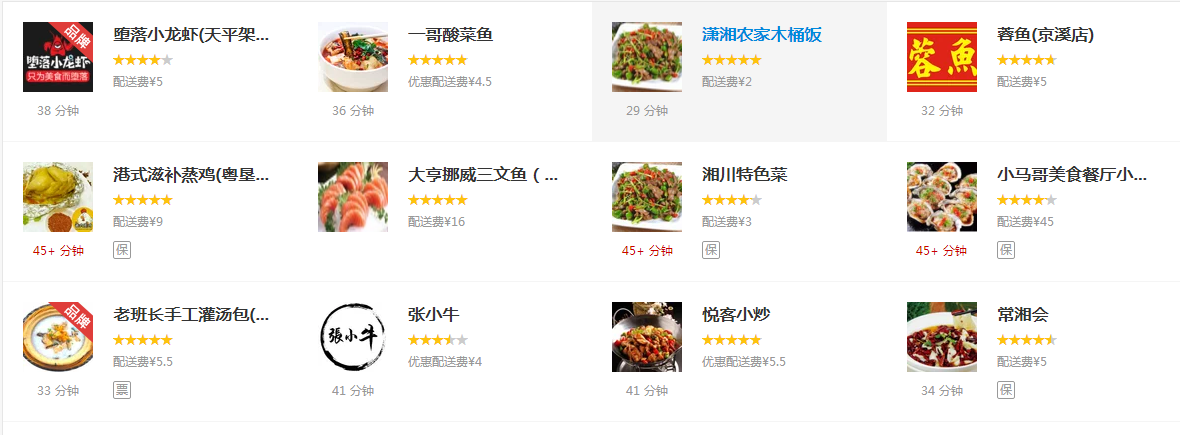 品牌
堕落小龙虾
只为美食而堕落
堕落小龙虾(天平架...
配送费¥5
38 分钟
一哥酸菜鱼
优惠配送费¥4.5
36 分钟
潇湘农家木桶饭
配送费¥2
29 分钟
蓉魚
蓉鱼(京溪店)
配送费¥5
32 分钟
港式滋补蒸鸡(粤垦...
配送费¥9
45+ 分钟
保
大亨挪威三文鱼（...
配送费¥16
湘川特色菜
配送费¥3
45+ 分钟
保
小马哥美食餐厅小...
配送费¥45
45+ 分钟
保
品牌
老班长手工灌汤包(...
配送费¥5.5
33 分钟
票
張小牛
张小牛
优惠配送费¥4
41 分钟
悦客小炒
优惠配送费¥5.5
41 分钟
常湘会
配送费¥5
34 分钟
保